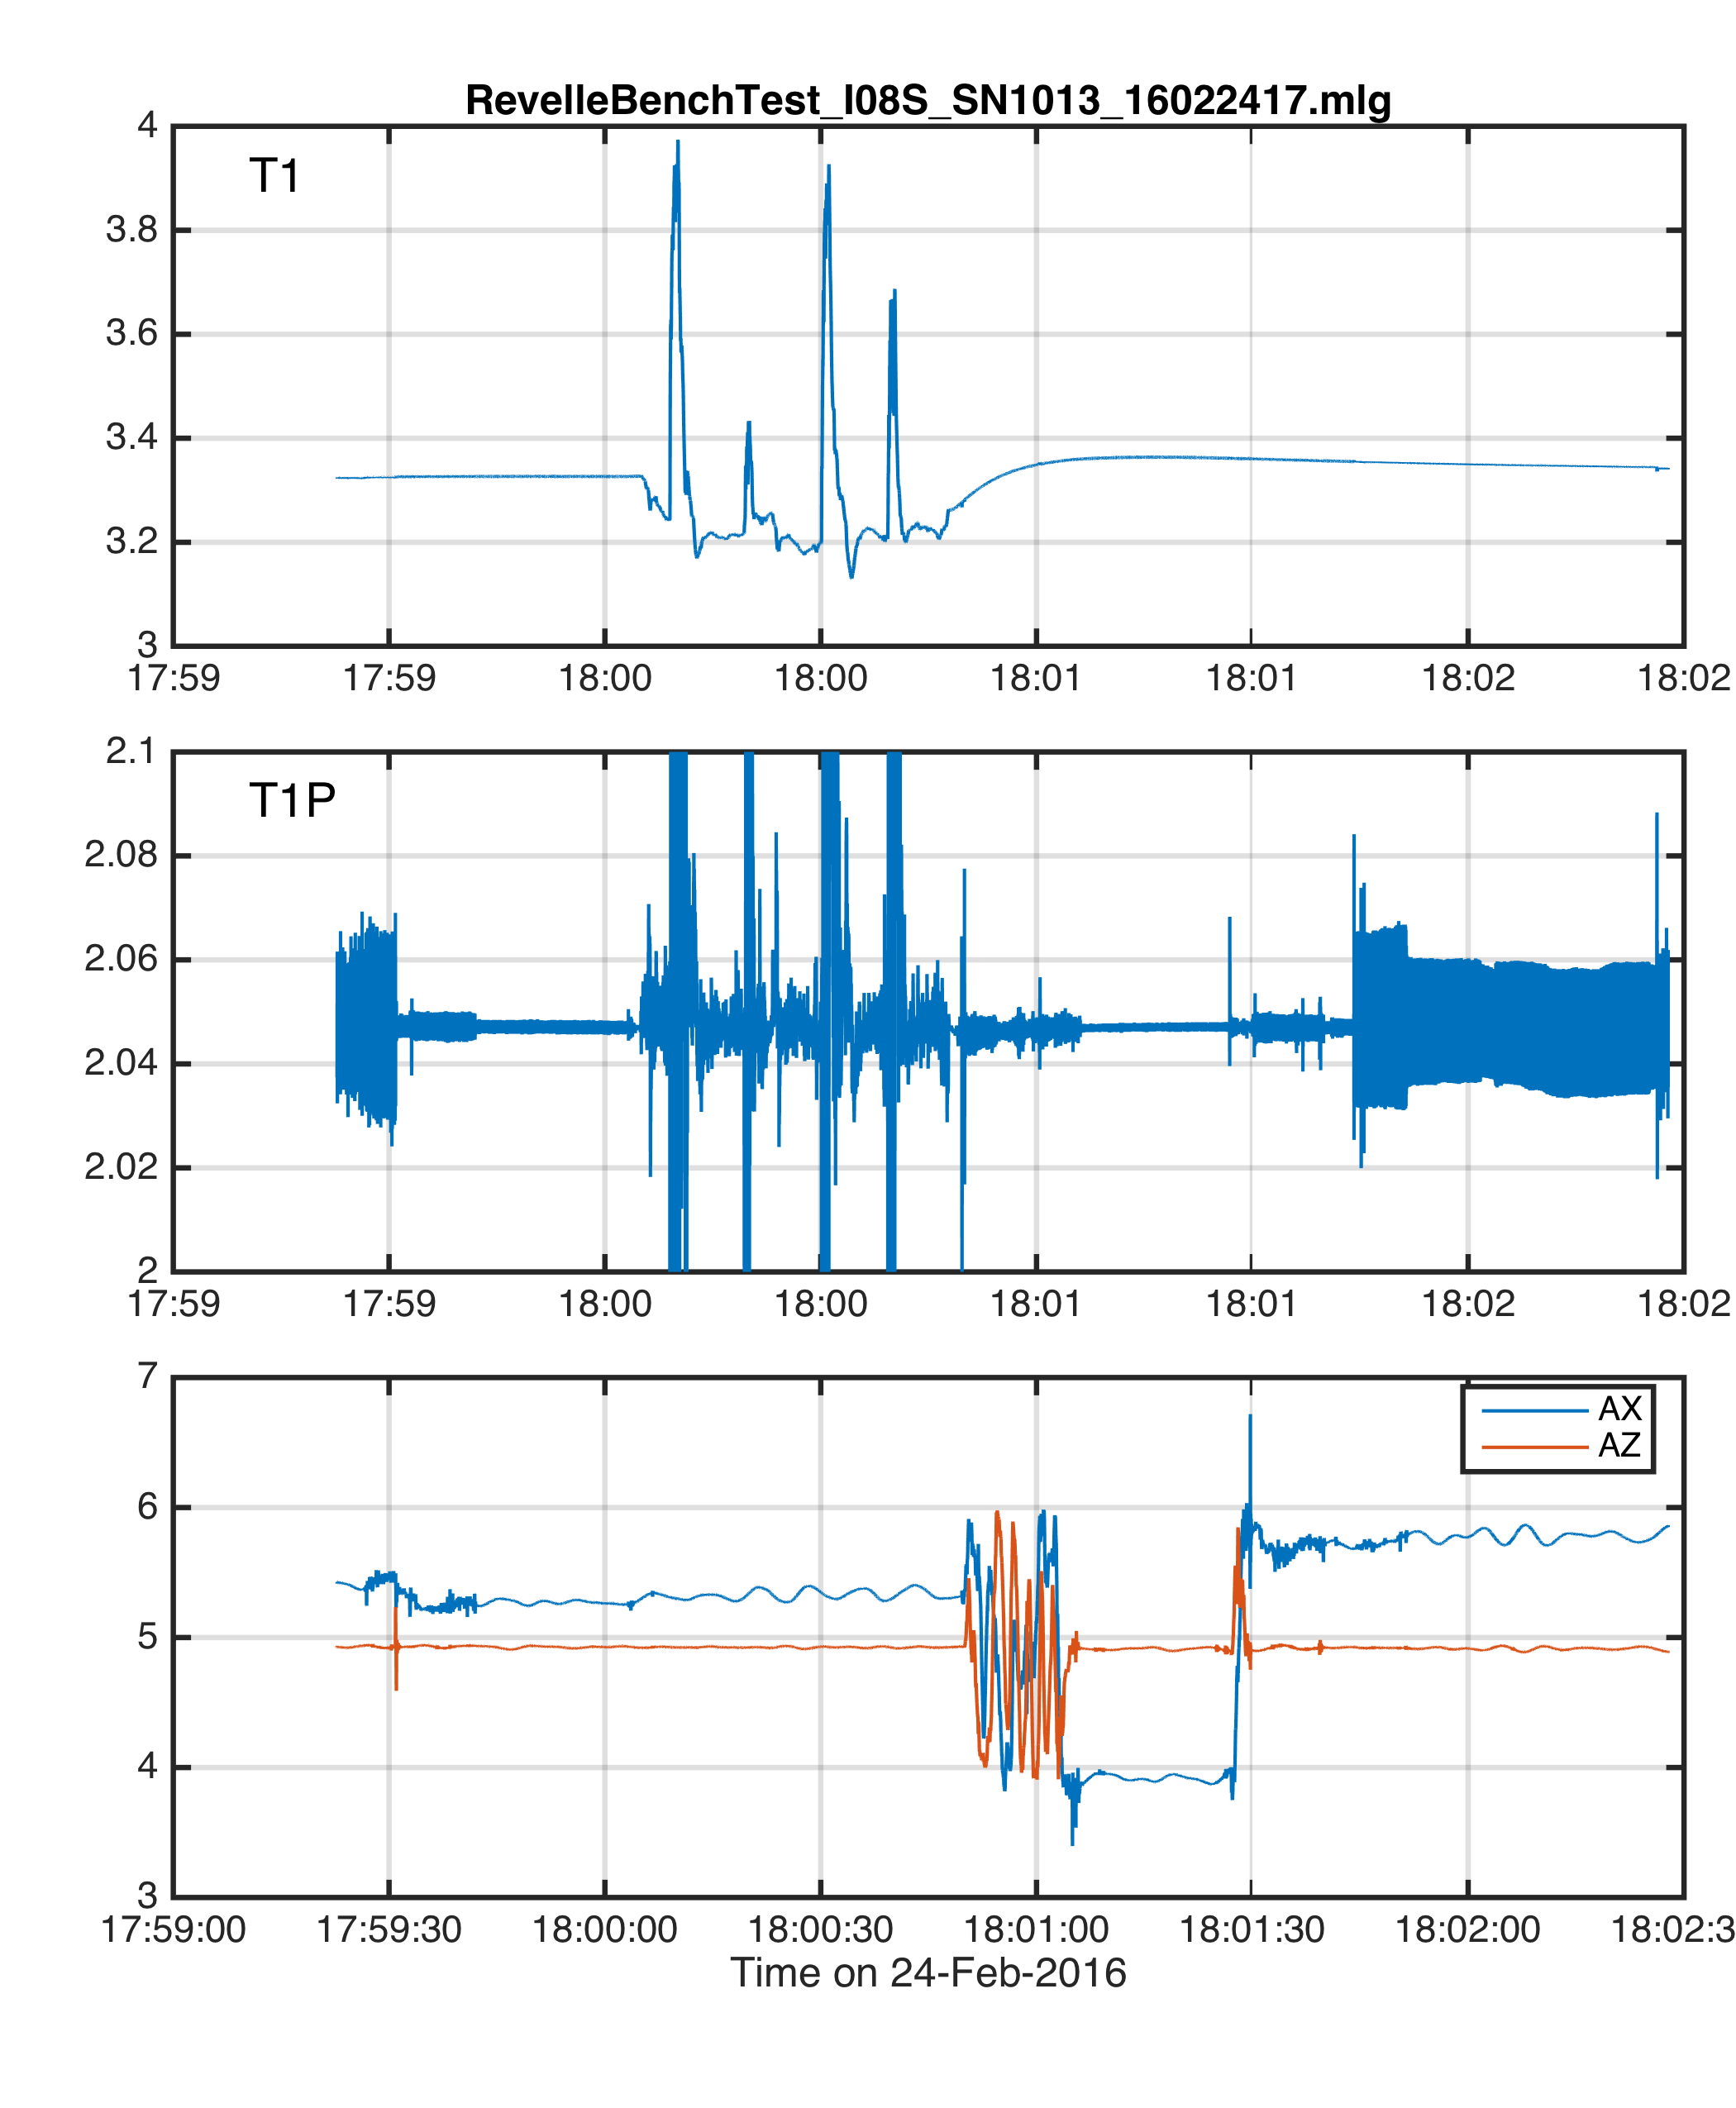 RevelleBenchTest_I08S_SN1013_16022417.mlg
4
T1
3.8
3.6
3.4
3.2
3
17:59 17:59 18:00 18:00 18:01 18:01 18:02 18:02
2.1
T1P
2.08
2.06
2.04
2.02
2
17:59 17:59 18:00 18:00 18:01 18:01 18:02 18:02
7
AX
AZ
6
5
4
3
17:59:00 17:59:30 18:00:00 18:00:30 18:01:00 18:01:30 18:02:00 18:02:3
Time on 24-Feb-2016